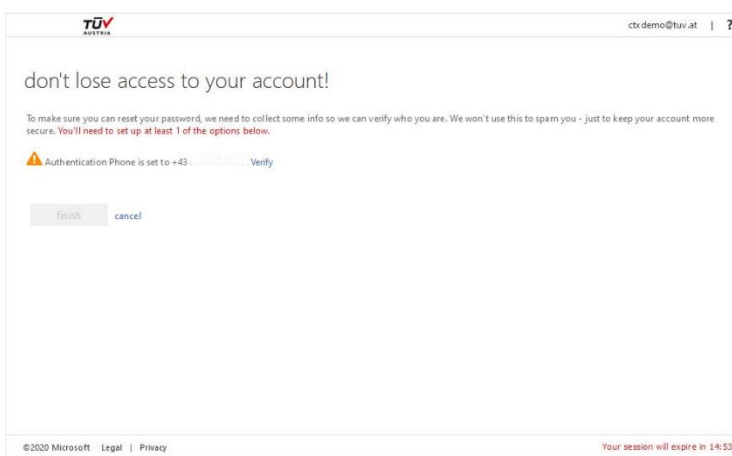 TÜV
AUSTRIA
ctxdemo@tuv.at | ?
don't lose access to your account!
To make sure you can reset your password, we need to collect some info so we can verify who you are. We won't use this to spam you - just to keep your account more
secure. You'll need to set up at least 1 of the options below.
Authentication Phone is set to +43 Verify
finish cancel
©2020 Microsoft Legal | Privacy
Your session will expire in 14:53